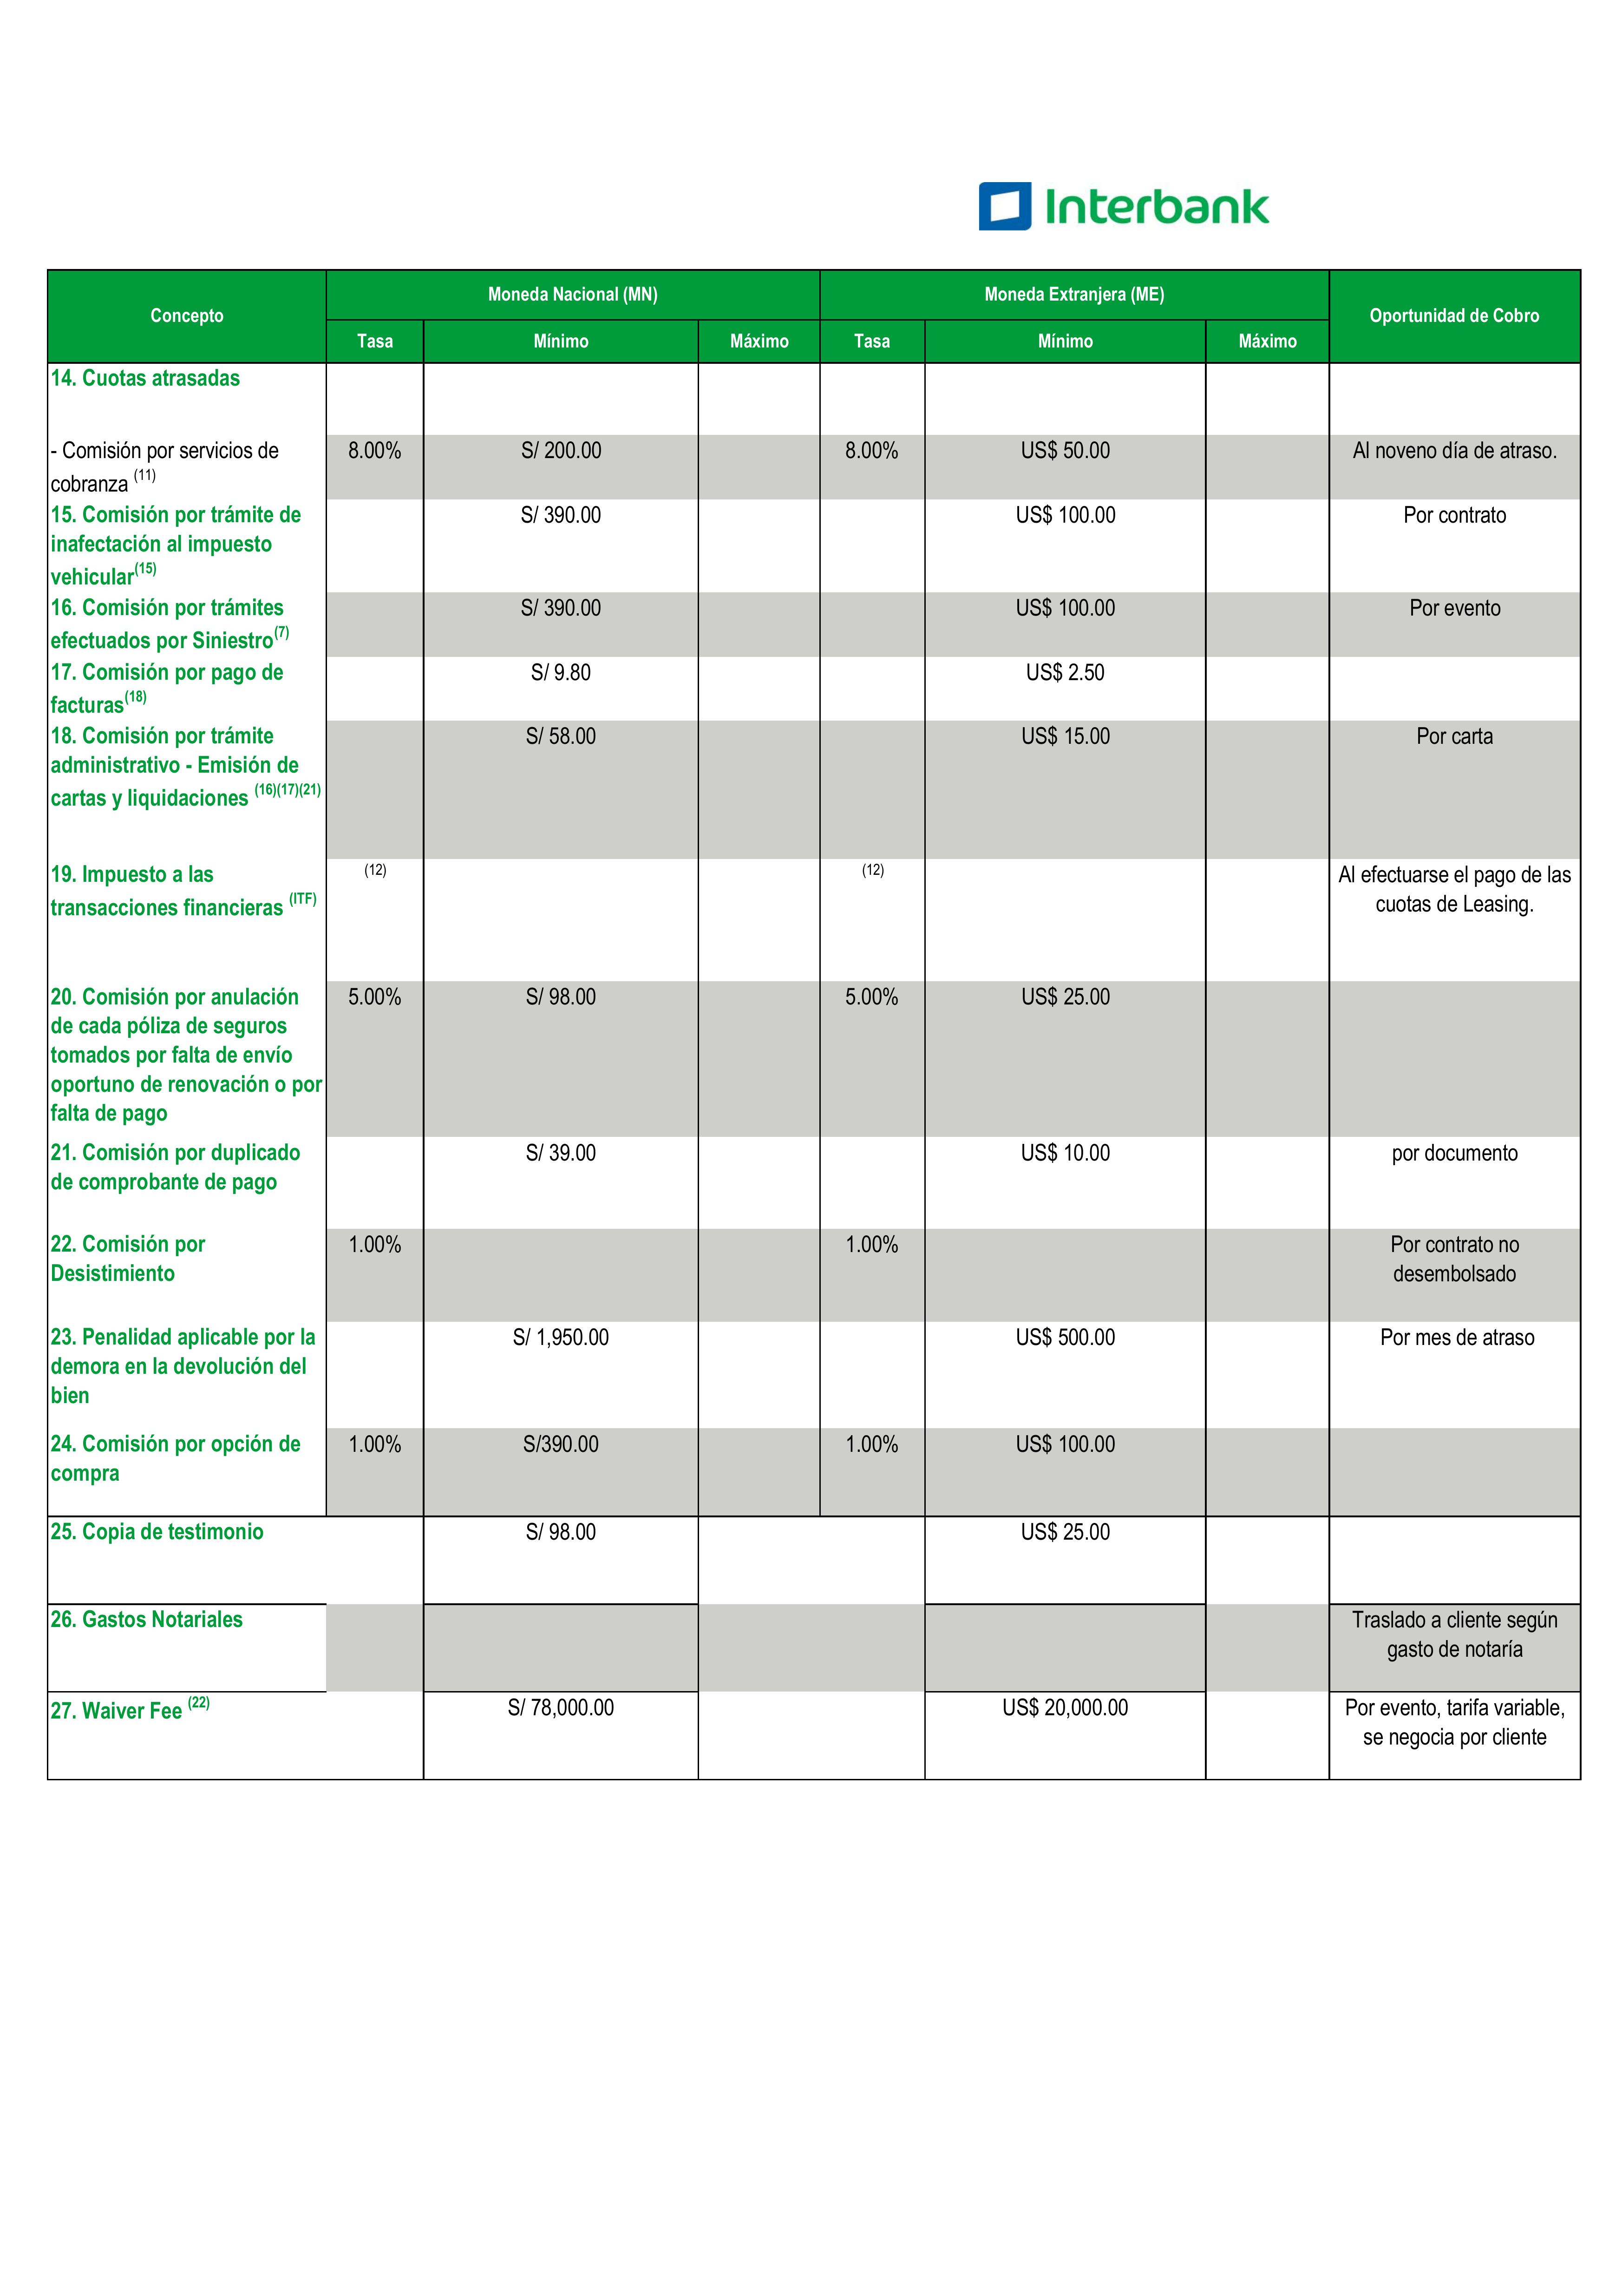 Interbank
Moneda Nacional (MN) Moneda Extranjera (ME)
Concepto Oportunidad de Cobro
Tasa Mínimo Máximo Tasa Mínimo Máximo
14. Cuotas atrasadas
- Comisión por servicios de 8.00% S/ 200.00 8.00% US$ 50.00 Al noveno día de atraso.
cobranza (11)
15. Comisión por trámite de S/ 390.00 US$ 100.00 Por contrato
inafectación al impuesto
vehicular(15)
16. Comisión por trámites S/ 390.00 US$ 100.00 Por evento
efectuados por Siniestro(7)
17. Comisión por pago de S/ 9.80 US$ 2.50
facturas(18)
18. Comisión por trámite S/ 58.00 US$ 15.00 Por carta
administrativo - Emisión de
cartas y liquidaciones (16)(17)(21)
19. Impuesto a las (12) (12) Al efectuarse el pago de las
transacciones financieras (ITF) cuotas de Leasing.
20. Comisión por anulación 5.00% S/ 98.00 5.00% US$ 25.00
de cada póliza de seguros
tomados por falta de envío
oportuno de renovación o por
falta de pago
21. Comisión por duplicado S/ 39.00 US$ 10.00 por documento
de comprobante de pago
22. Comisión por 1.00% 1.00% Por contrato no
Desistimiento desembolsado
23. Penalidad aplicable por la S/ 1,950.00 US$ 500.00 Por mes de atraso
demora en la devolución del
bien
24. Comisión por opción de 1.00% S/390.00 1.00% US$ 100.00
compra
25. Copia de testimonio S/ 98.00 US$ 25.00
26. Gastos Notariales Traslado a cliente según
gasto de notaría
27. Waiver Fee (22) S/ 78,000.00 US$ 20,000.00 Por evento, tarifa variable,
se negocia por cliente